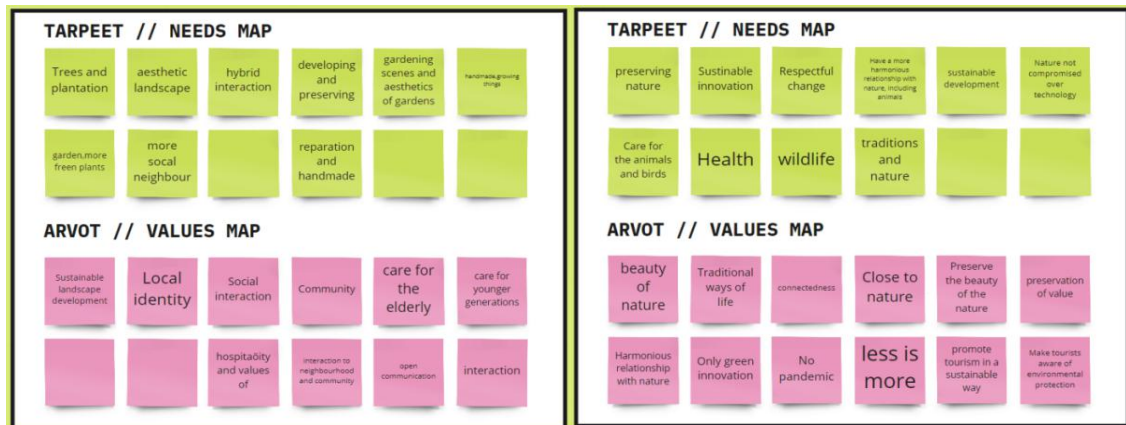 TARPEET // NEEDS MAP
Trees and
plantation
aesthetic
landscape
hybrid
interaction
developing
and
preserving
gardening
scenes and
aesthetics
of gardens
handmade,growing
things
garden,more
freen plants
more
socal
neighbour
reparation
and
handmade
ARVOT // VALUES MAP
Sustainable
landscape
development
Local
identity
Social
interaction
Community
care for
the
elderly
care for
younger
generations
hospitaöity
and values
of
interaction to
neighbourhood
and community
open
communication
interaction
TARPEET // NEEDS MAP
preserving
nature
Sustinable
innovation
Respectful
change
Have a more
harmonious
relationship with
nature, including
animals
sustainable
development
Nature not
compromised
over
technology
Care for
the animals
and birds
Health
wildlife
traditions
and
nature
ARVOT // VALUES MAP
beauty
of
nature
Traditional
ways of
life
connectedness
Close to
nature
Preserve
the beauty
of the
nature
preservation
of value
Harmonious
relationship
with nature
Only green
innovation
No
pandemic
less is
more
promote
tourism in a
sustainable
way
Make tourists
aware of
environmental
protection